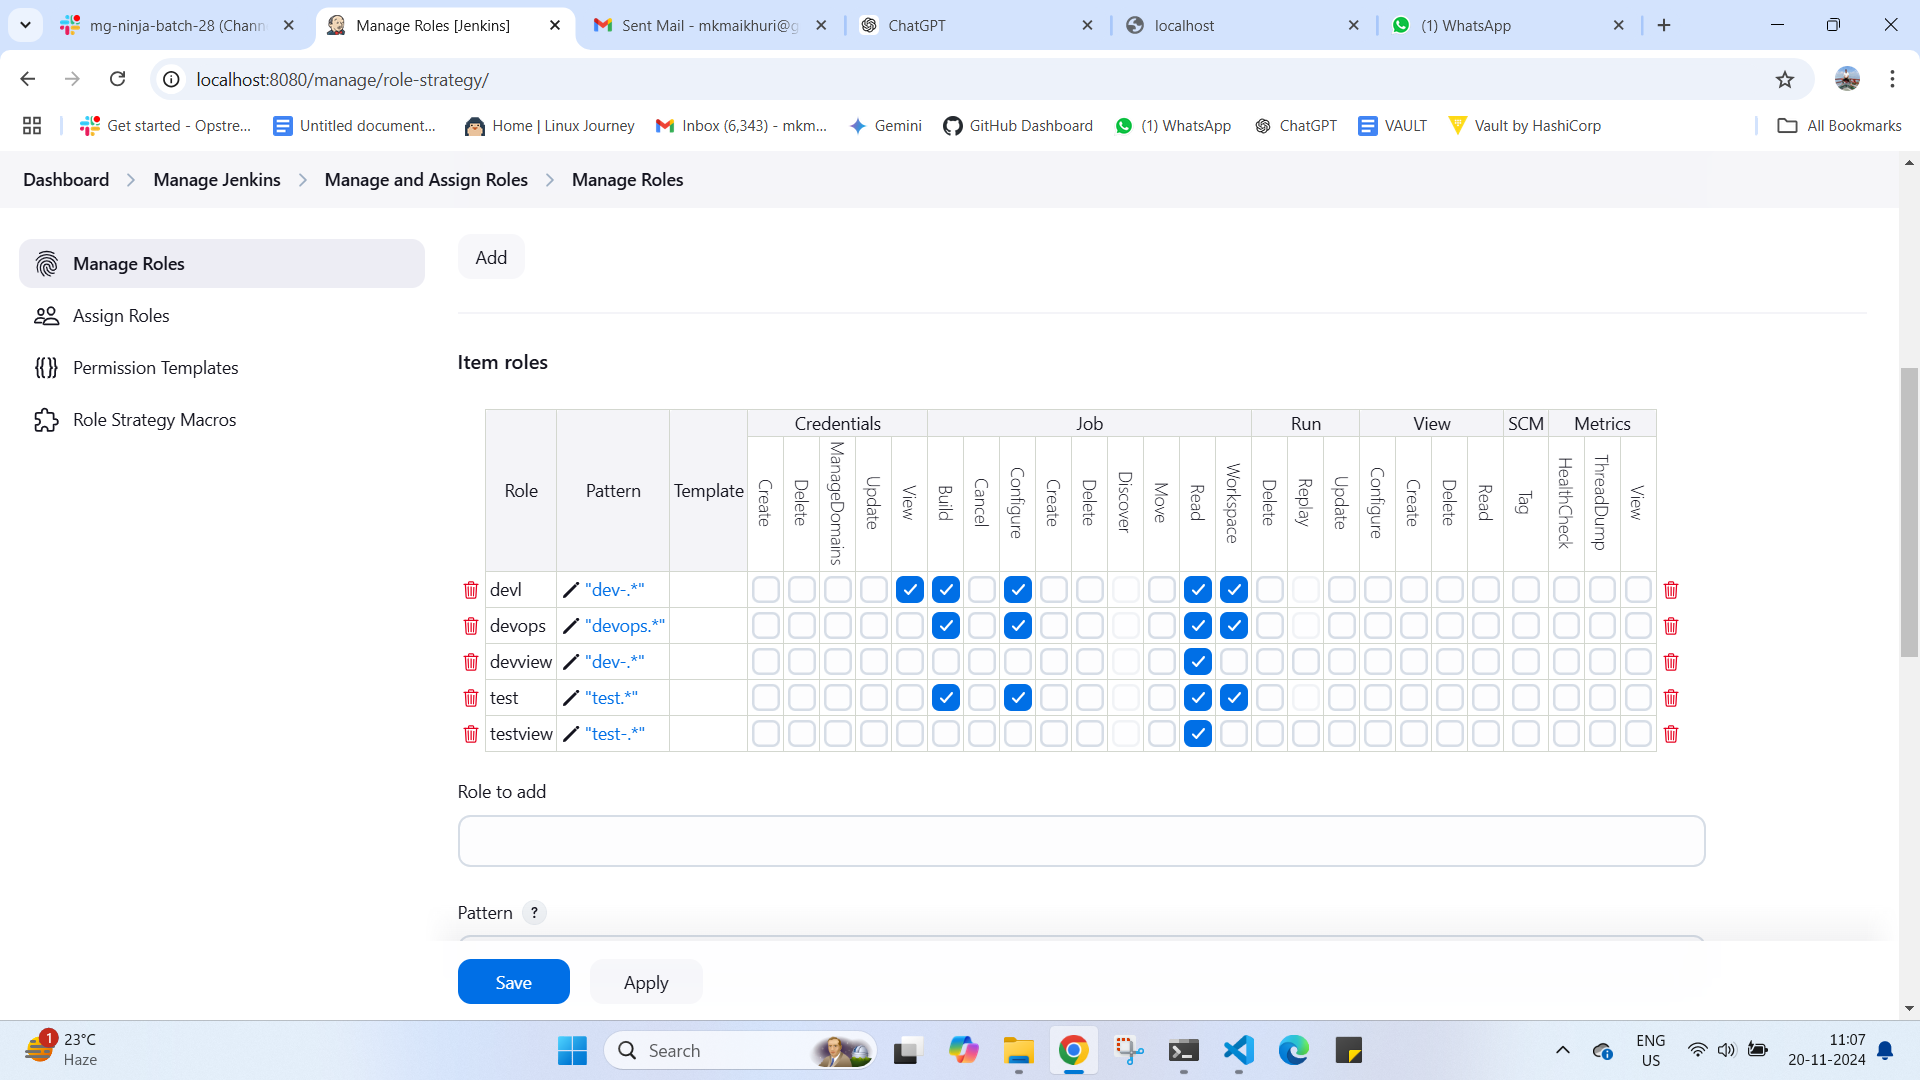 mg-ninja-batch-28 (Chann
Manage Roles [Jenkins]
Sent Mail - mkmaikhuri@g
ChatGPT
localhost
(1) WhatsApp
localhost:8080/manage/role-strategy/
Get started - Opstre...
Untitled document...
Home | Linux Journey
Inbox (6,343) - mkm...
Gemini
GitHub Dashboard
(1) WhatsApp
ChatGPT
VAULT
Vault by HashiCorp
All Bookmarks
Dashboard
Manage Jenkins
Manage and Assign Roles
Manage Roles
Manage Roles
Assign Roles
Permission Templates
Role Strategy Macros
Add
Item roles
Role Pattern Template
Credentials Job Run View SCM Metrics
Create Delete ManageDomains Update View Build Cancel Configure Create Delete Discover Move Read Workspace Delete Replay Update Configure Create Delete Read Tag HealthCheck ThreadDump View
devl "dev-.*"
devops "devops.*"
devview "dev-.*"
test "test.*"
testview "test-.*"
Role to add
Pattern ?
Save
Apply
1
23°C
Haze
Search
ENG
US
11:07
20-11-2024